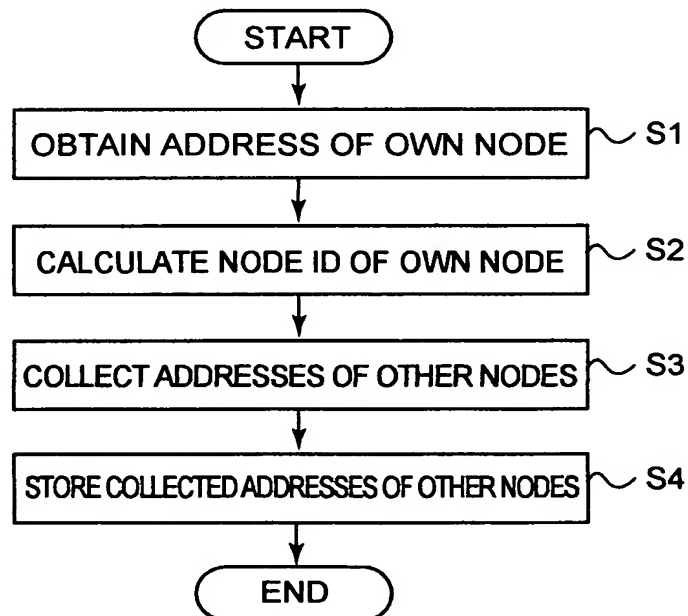 START
OBTAIN ADDRESS OF OWN NODE S1
CALCULATE NODE ID OF OWN NODE S2
COLLECT ADDRESSES OF OTHER NODES S3
STORE COLLECTED ADDRESSES OF OTHER NODES S4
END